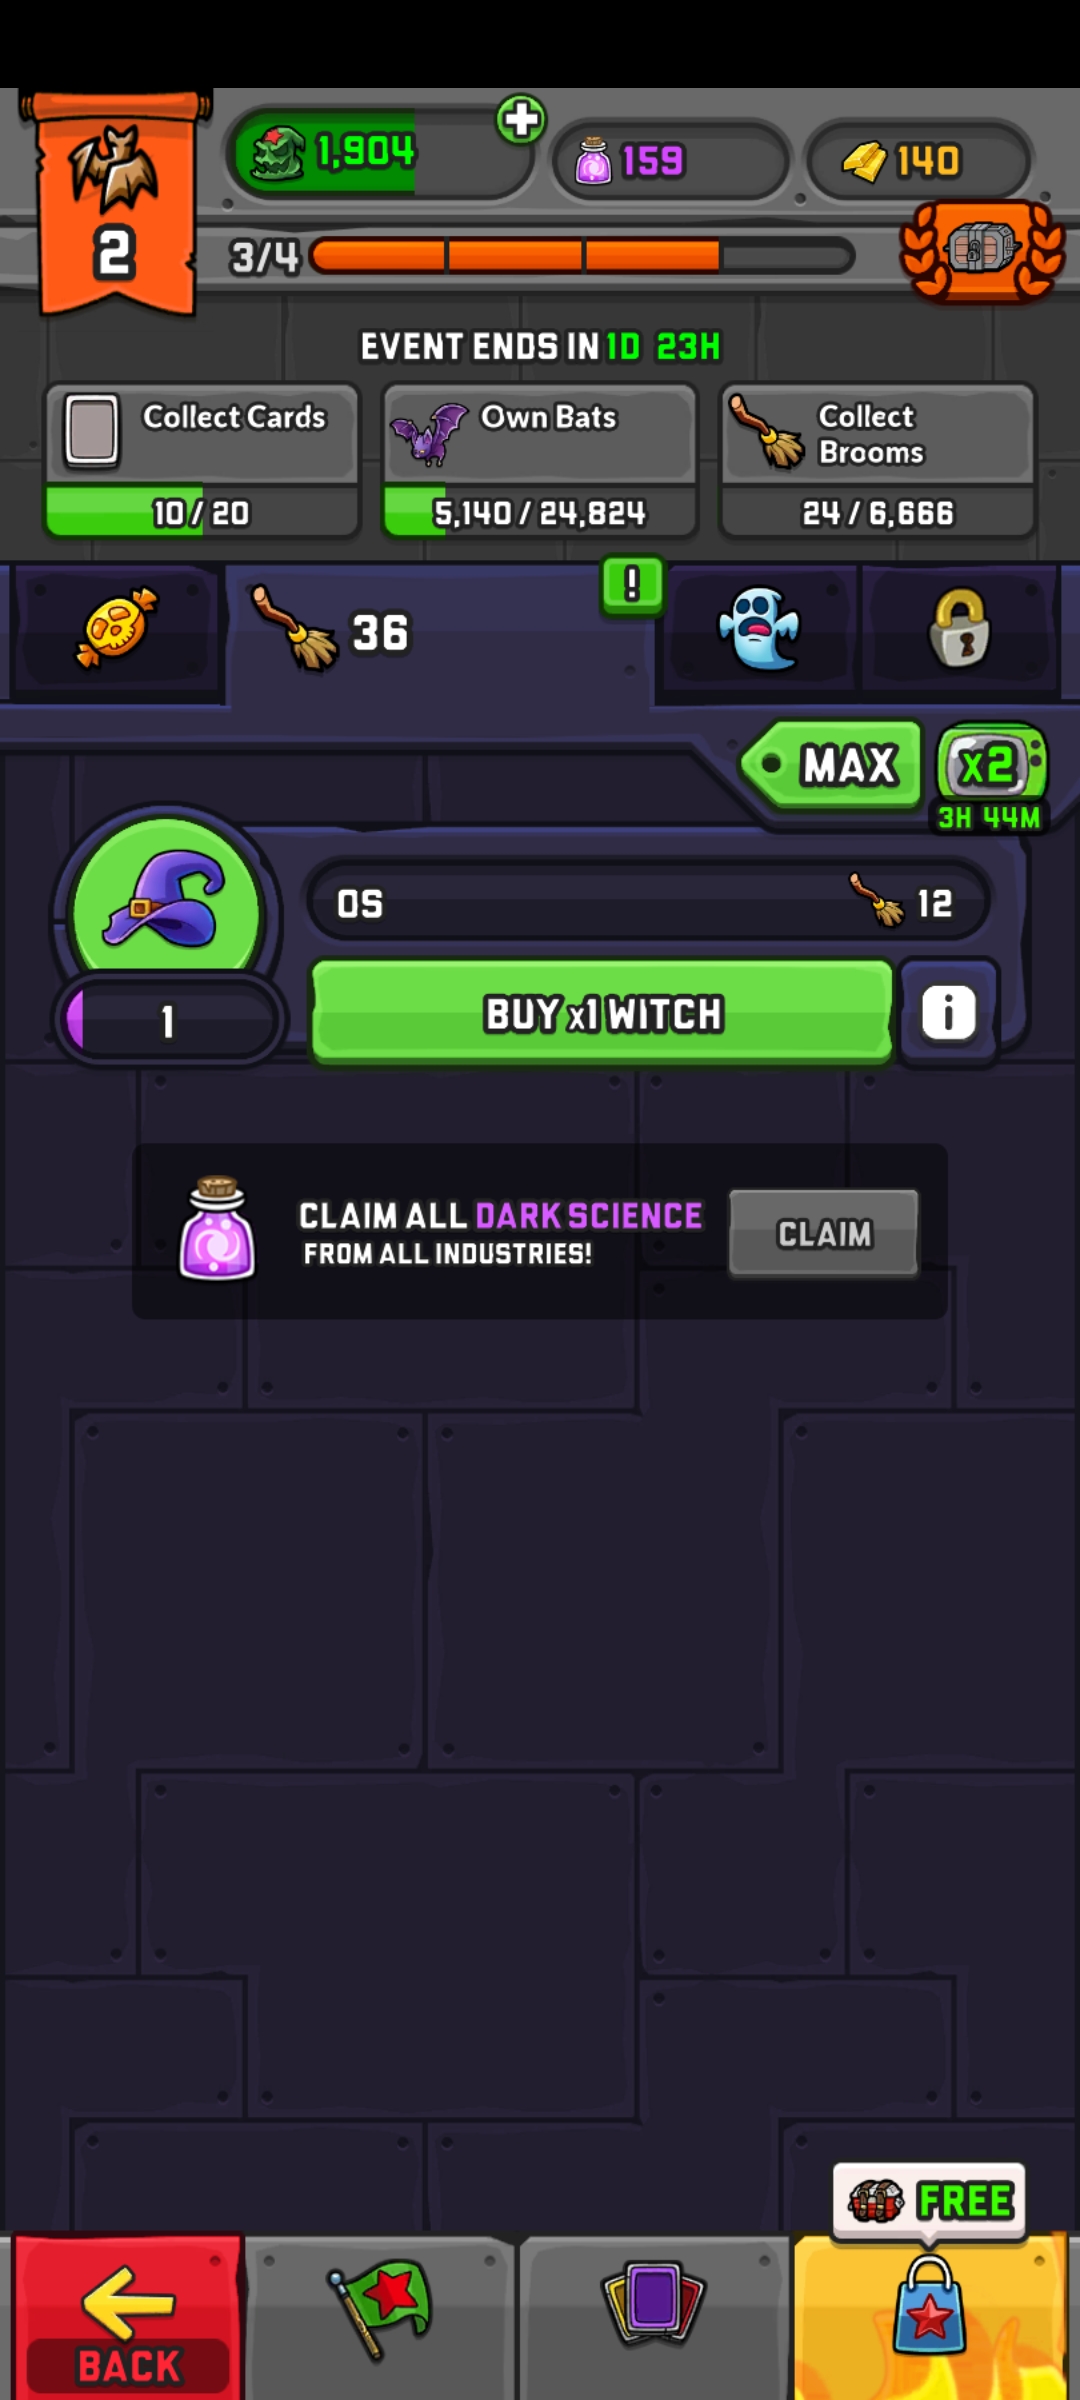 1,904
159
140
2
3/4
EVENT ENDS IN 1D 23H
Collect Cards
10 / 20
Own Bats
5,140 / 24,824
Collect
Brooms
24 / 6,666
36
!
MAX
x2
3H 44M
0S
12
1
BUY x1 WITCH
i
CLAIM ALL DARK SCIENCE
FROM ALL INDUSTRIES!
CLAIM
FREE
BACK